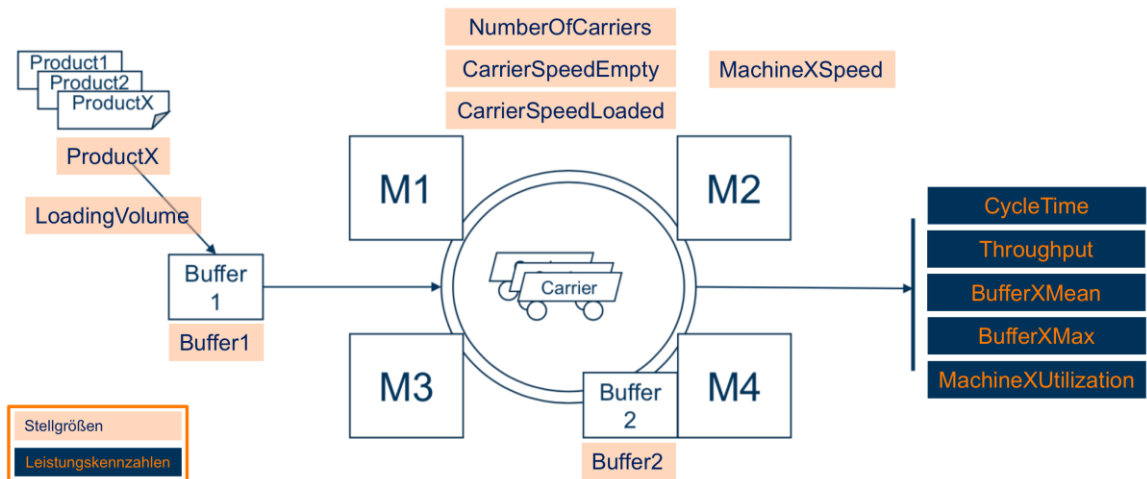 NumberOfCarriers
CarrierSpeedEmpty
MachineXSpeed
CarrierSpeedLoaded
Product1
Product2
ProductX
ProductX
LoadingVolume
Buffer
1
Buffer1
M1
M2
M3
M4
Carrier
Buffer
2
Buffer2
CycleTime
Throughput
BufferXMean
BufferXMax
MachineXUtilization
Stellgrößen
Leistungskennzahlen